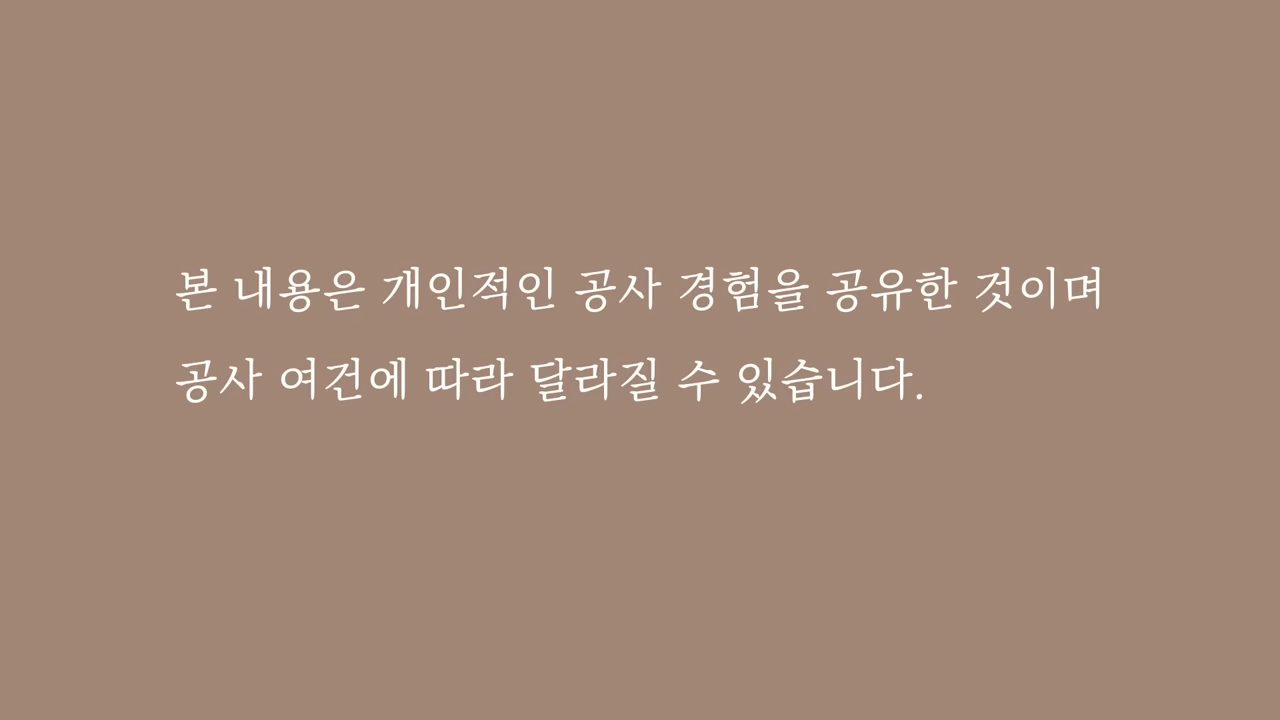 본 내용은 개인적인 공사 경험을 공유한 것이며
공사 여건에 따라 달라질 수 있습니다.